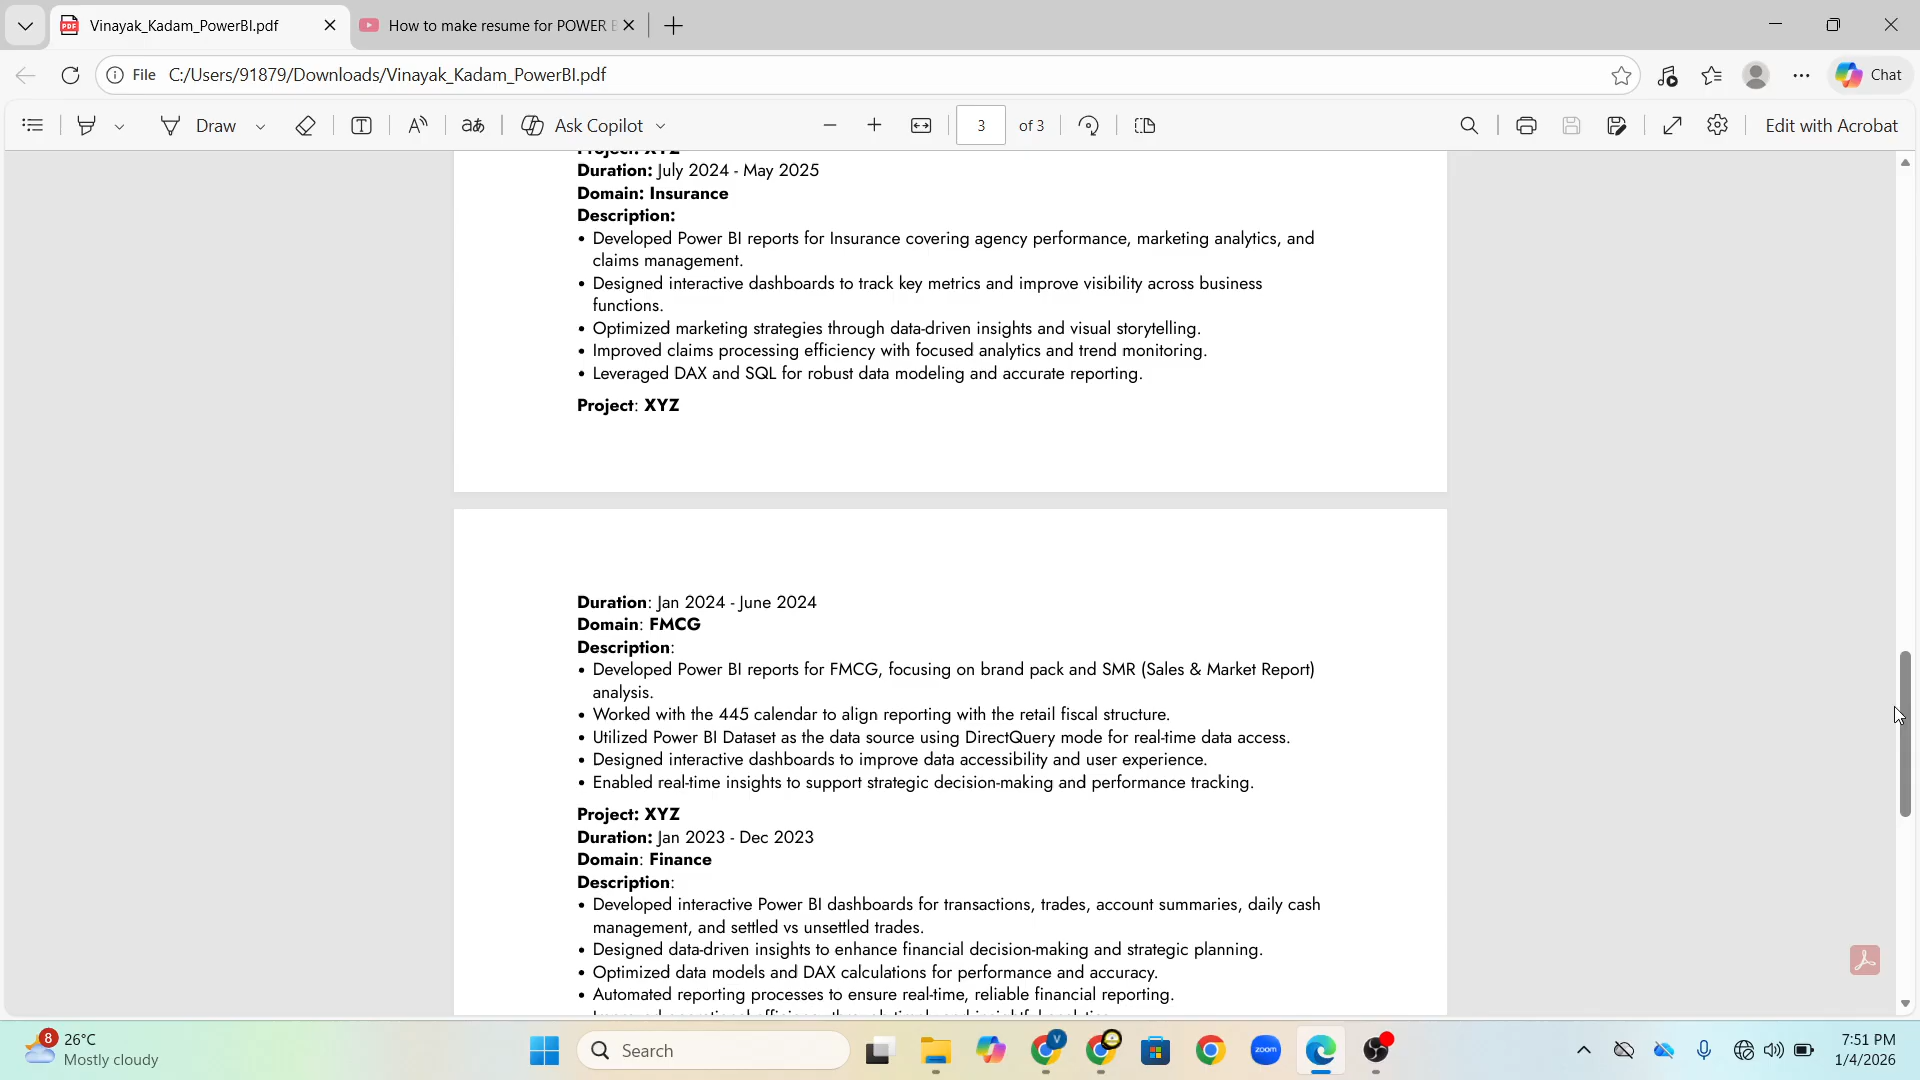 Vinayak_Kadam_PowerBI.pdf
How to make resume for POWER B
File C:/Users/91879/Downloads/Vinayak_Kadam_PowerBI.pdf
Chat
Draw
Ask Copilot
3 of 3
Edit with Acrobat
Project: XYZ
Duration: July 2024 - May 2025
Domain: Insurance
Description:
• Developed Power BI reports for Insurance covering agency performance, marketing analytics, and
claims management.
• Designed interactive dashboards to track key metrics and improve visibility across business
functions.
• Optimized marketing strategies through data-driven insights and visual storytelling.
• Improved claims processing efficiency with focused analytics and trend monitoring.
• Leveraged DAX and SQL for robust data modeling and accurate reporting.
Project: XYZ
Duration: Jan 2024 - June 2024
Domain: FMCG
Description:
• Developed Power BI reports for FMCG, focusing on brand pack and SMR (Sales & Market Report)
analysis.
• Worked with the 445 calendar to align reporting with the retail fiscal structure.
• Utilized Power BI Dataset as the data source using DirectQuery mode for real-time data access.
• Designed interactive dashboards to improve data accessibility and user experience.
• Enabled real-time insights to support strategic decision-making and performance tracking.
Project: XYZ
Duration: Jan 2023 - Dec 2023
Domain: Finance
Description:
• Developed interactive Power BI dashboards for transactions, trades, account summaries, daily cash
management, and settled vs unsettled trades.
• Designed data-driven insights to enhance financial decision-making and strategic planning.
• Optimized data models and DAX calculations for performance and accuracy.
• Automated reporting processes to ensure real-time, reliable financial reporting.
8
26°C
Mostly cloudy
Search
V
zoom
7:51 PM
1/4/2026